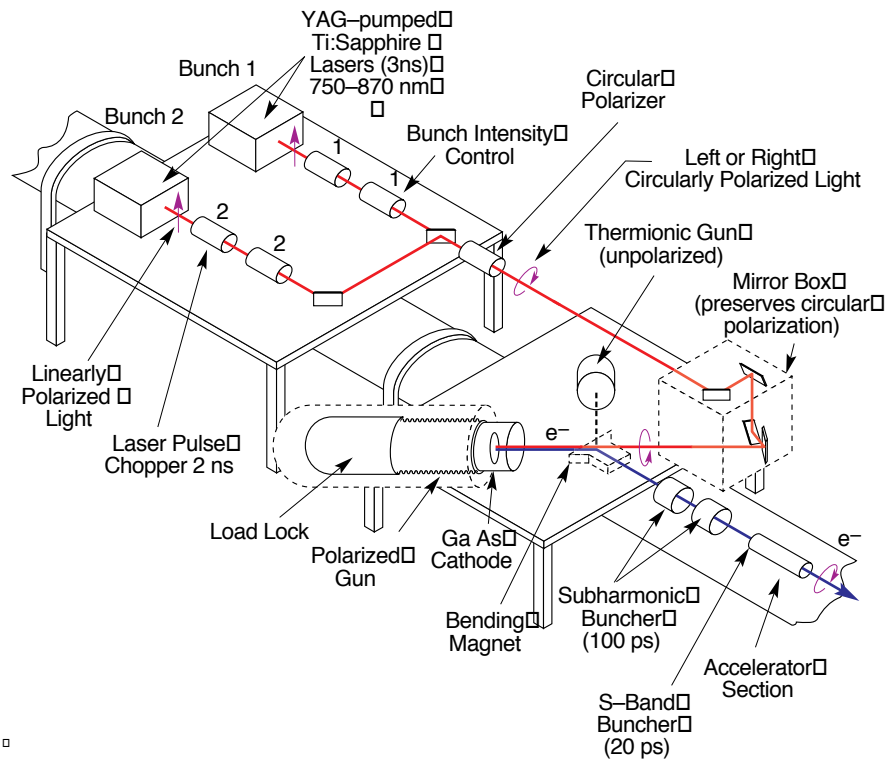 YAG–pumped□
Ti:Sapphire □
Lasers (3ns)□
750–870 nm□
□
Bunch 1
Bunch 2
Circular□
Polarizer
1
Bunch Intensity□
Control
1
Left or Right□
Circularly Polarized Light
2
2
Thermionic Gun□
(unpolarized)
Mirror Box□
(preserves circular□
polarization)
Linearly□
Polarized □
Light
Laser Pulse□
Chopper 2 ns
e–
Load Lock
Polarized□
Gun
Ga As□
Cathode
Bending□
Magnet
Subharmonic□
Buncher□
(100 ps)
e–
Accelerator□
Section
S–Band□
Buncher□
(20 ps)
□